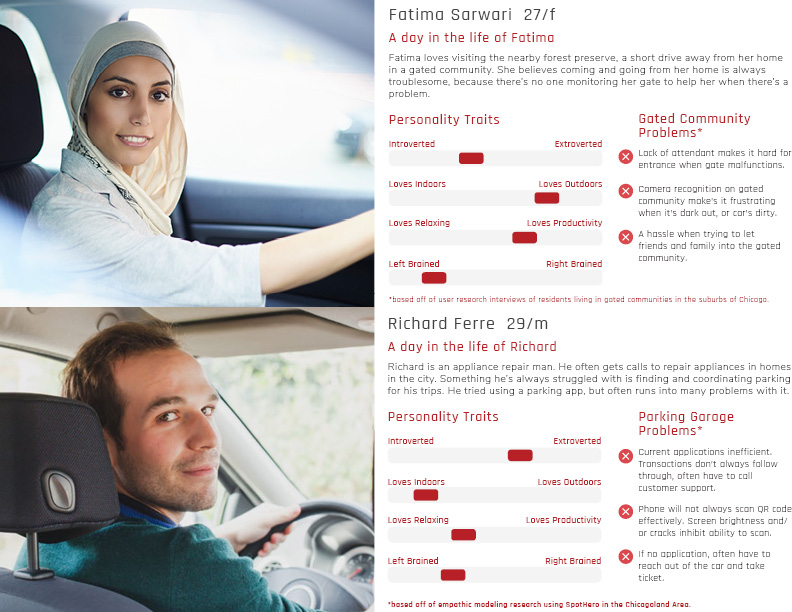 Fatima Sarwari 27/f
A day in the life of Fatima
Fatima loves visiting the nearby forest preserve, a short drive away from her home
in a gated community. She believes coming and going from her home is always
troublesome, because there's no one monitoring her gate to help her when there's a
problem.
Personality Traits
Introverted Extroverted
Loves Indoors Loves Outdoors
Loves Relaxing Loves Productivity
Left Brained Right Brained
Gated Community
Problems*
Lack of attendant makes it hard for
entrance when gate malfunctions.
Camera recognition on gated
community make's it frustrating
when it's dark out, or car's dirty.
A hassle when trying to let
friends and family into the gated
community.
*based off of user research interviews of residents living in gated communities in the suburbs of Chicago.
Richard Ferre 29/m
A day in the life of Richard
Richard is an appliance repair man. He often gets calls to repair appliances in homes
in the city. Something he's always struggled with is finding and coordinating parking
for his trips. He tried using a parking app, but often runs into many problems with it.
Personality Traits
Introverted Extroverted
Loves Indoors Loves Outdoors
Loves Relaxing Loves Productivity
Left Brained Right Brained
Parking Garage
Problems*
Current applications inefficient.
Transactions don't always follow
through, often have to call
customer support.
Phone will not always scan QR code
effectively. Screen brightness and/
or cracks inhibit ability to scan.
If no application, often have to
reach out of the car and take
ticket.
*based off of empathic modeling research using SpotHero in the Chicagoland Area.